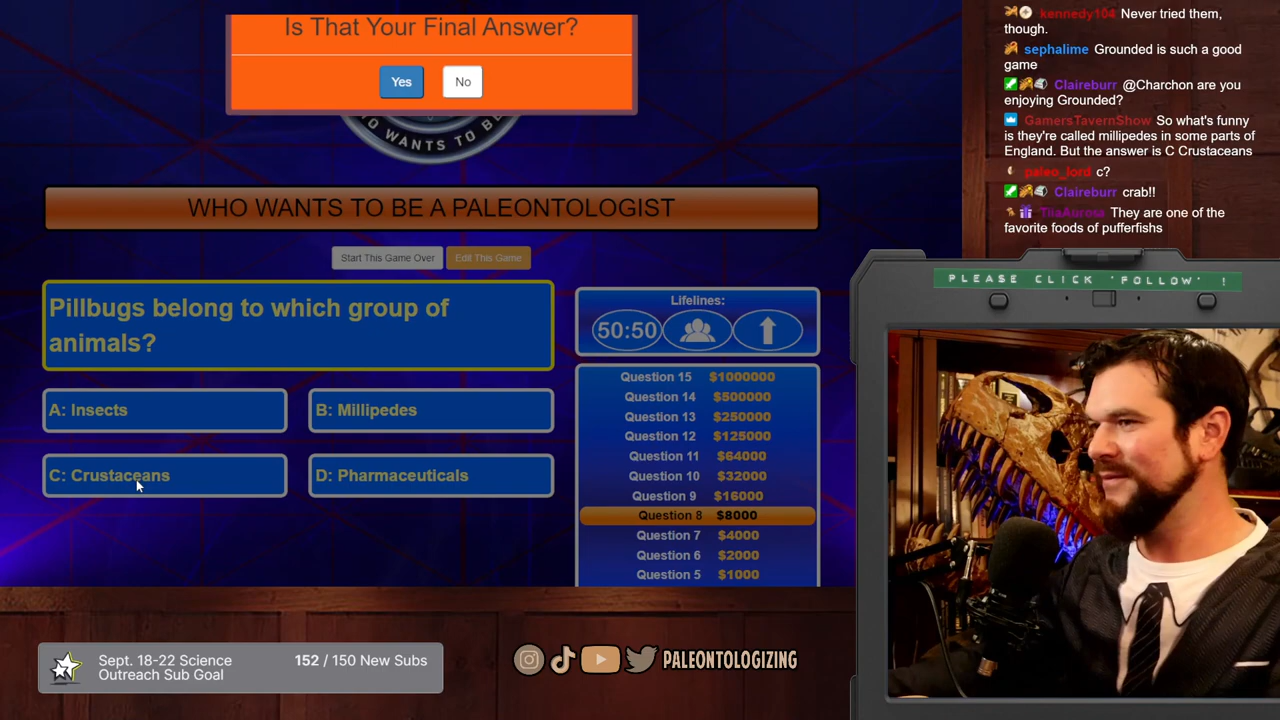 Is That Your Final Answer?
Yes
No
WHO WANTS TO BE
WHO WANTS TO BE A PALEONTOLOGIST
Start This Game Over
Edit This Game
Pillbugs belong to which group of
animals?
A: Insects
B: Millipedes
C: Crustaceans
D: Pharmaceuticals
Lifelines:
50:50
Question 15 $1000000
Question 14 $500000
Question 13 $250000
Question 12 $125000
Question 11 $64000
Question 10 $32000
Question 9 $16000
Question 8 $8000
Question 7 $4000
Question 6 $2000
Question 5 $1000
kennedy104 Never tried them,
though.
sephalime Grounded is such a good
game
Claireburr @Charchon are you
enjoying Grounded?
GamersTavernShow So what's funny
is they're called millipedes in some parts of
England. But the answer is C Crustaceans
paleo_lord c?
Claireburr crab!!
TiiaAurora They are one of the
favorite foods of pufferfishs
PLEASE CLICK 'FOLLOW' !
Sept. 18-22 Science
Outreach Sub Goal
152 / 150 New Subs
PALEONTOLOGIZING